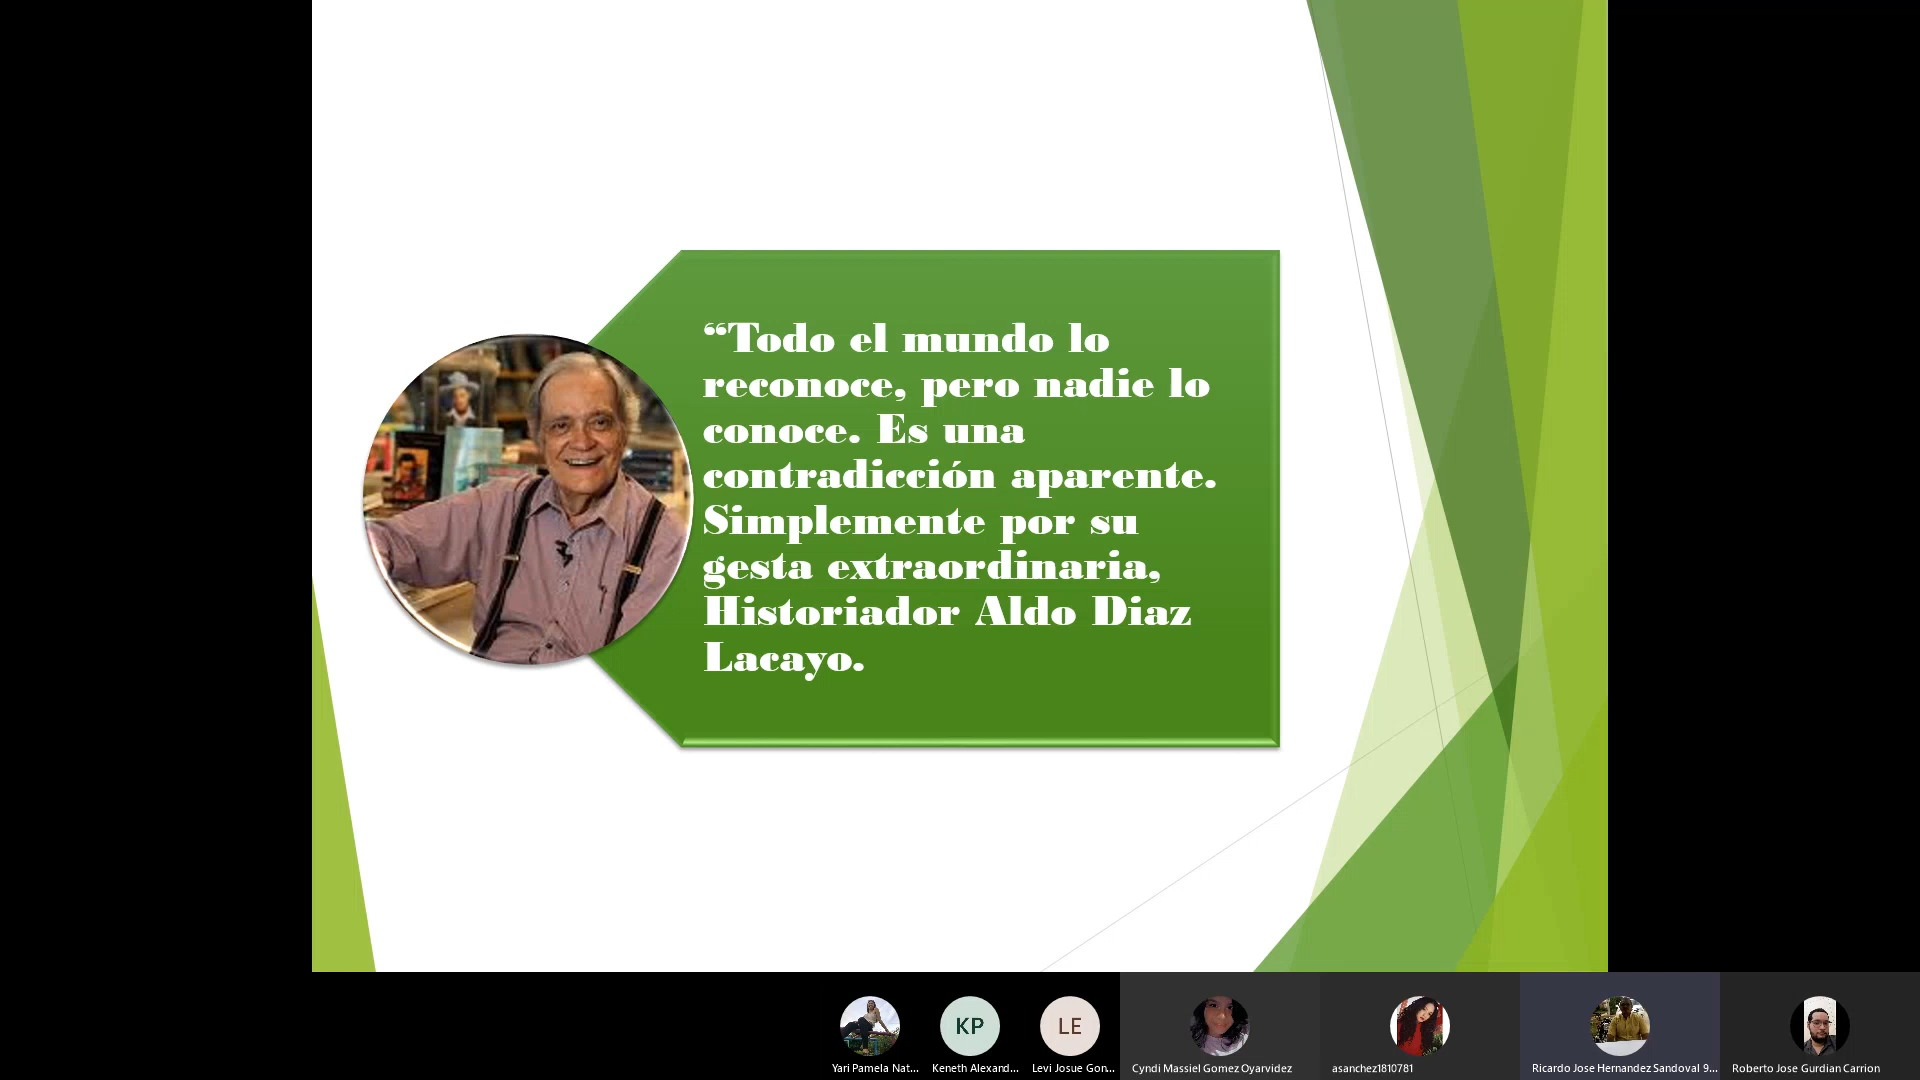 “Todo el mundo lo
reconoce, pero nadie lo
conoce. Es una
contradicción aparente.
Simplemente por su
gesta extraordinaria,
Historiador Aldo Diaz
Lacayo.
KP
LE
Yari Pamela Nat...
Keneth Alexand...
Levi Josue Gon...
Cyndi Massiel Gomez Oyarvidez
asanchez1810781
Ricardo Jose Hernandez Sandoval 9...
Roberto Jose Gurdian Carrion